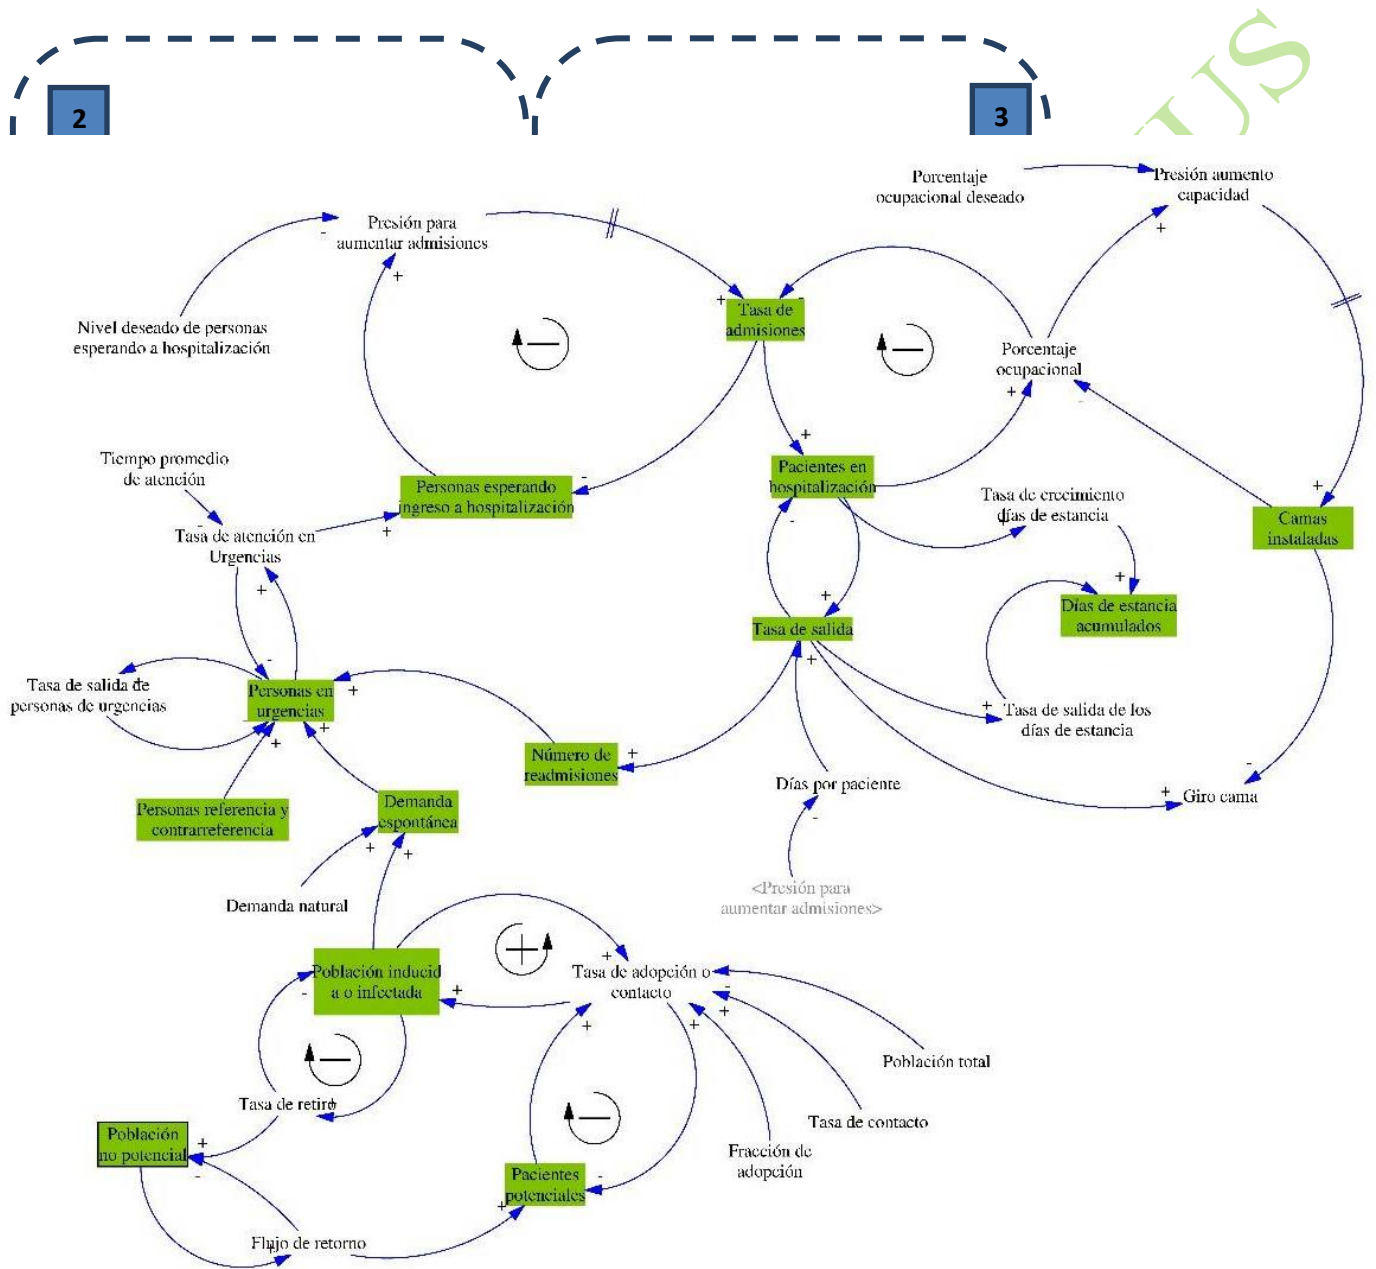 2
3
US
Porcentaje
ocupacional deseado
Presión aumento
capacidad
Presión para
aumentar admisiones
Nivel deseado de personas
esperando a hospitalización
Tasa de
admisiones
Porcentaje
ocupacional
Tiempo promedio
de atención
Personas esperando
ingreso a hospitalización
Pacientes en
hospitalización
Tasa de crecimiento
días de estancia
Camas
instaladas
Tasa de atención en
Urgencias
Días de estancia
acumulados
Tasa de salida
Tasa de salida de
personas de urgencias
Personas en
urgencias
Tasa de salida de los
días de estancia
Número de
readmisiones
Días por paciente
Giro cama
Personas referencia y
contrarreferencia
Demanda
espontánea
Demanda natural
<Presión para
aumentar admisiones>
Población inducid
a o infectada
Tasa de adopción o
contacto
Población total
Tasa de retiro
Tasa de contacto
Fracción de
adopción
Población
no potencial
Pacientes
potenciales
Flujo de retorno